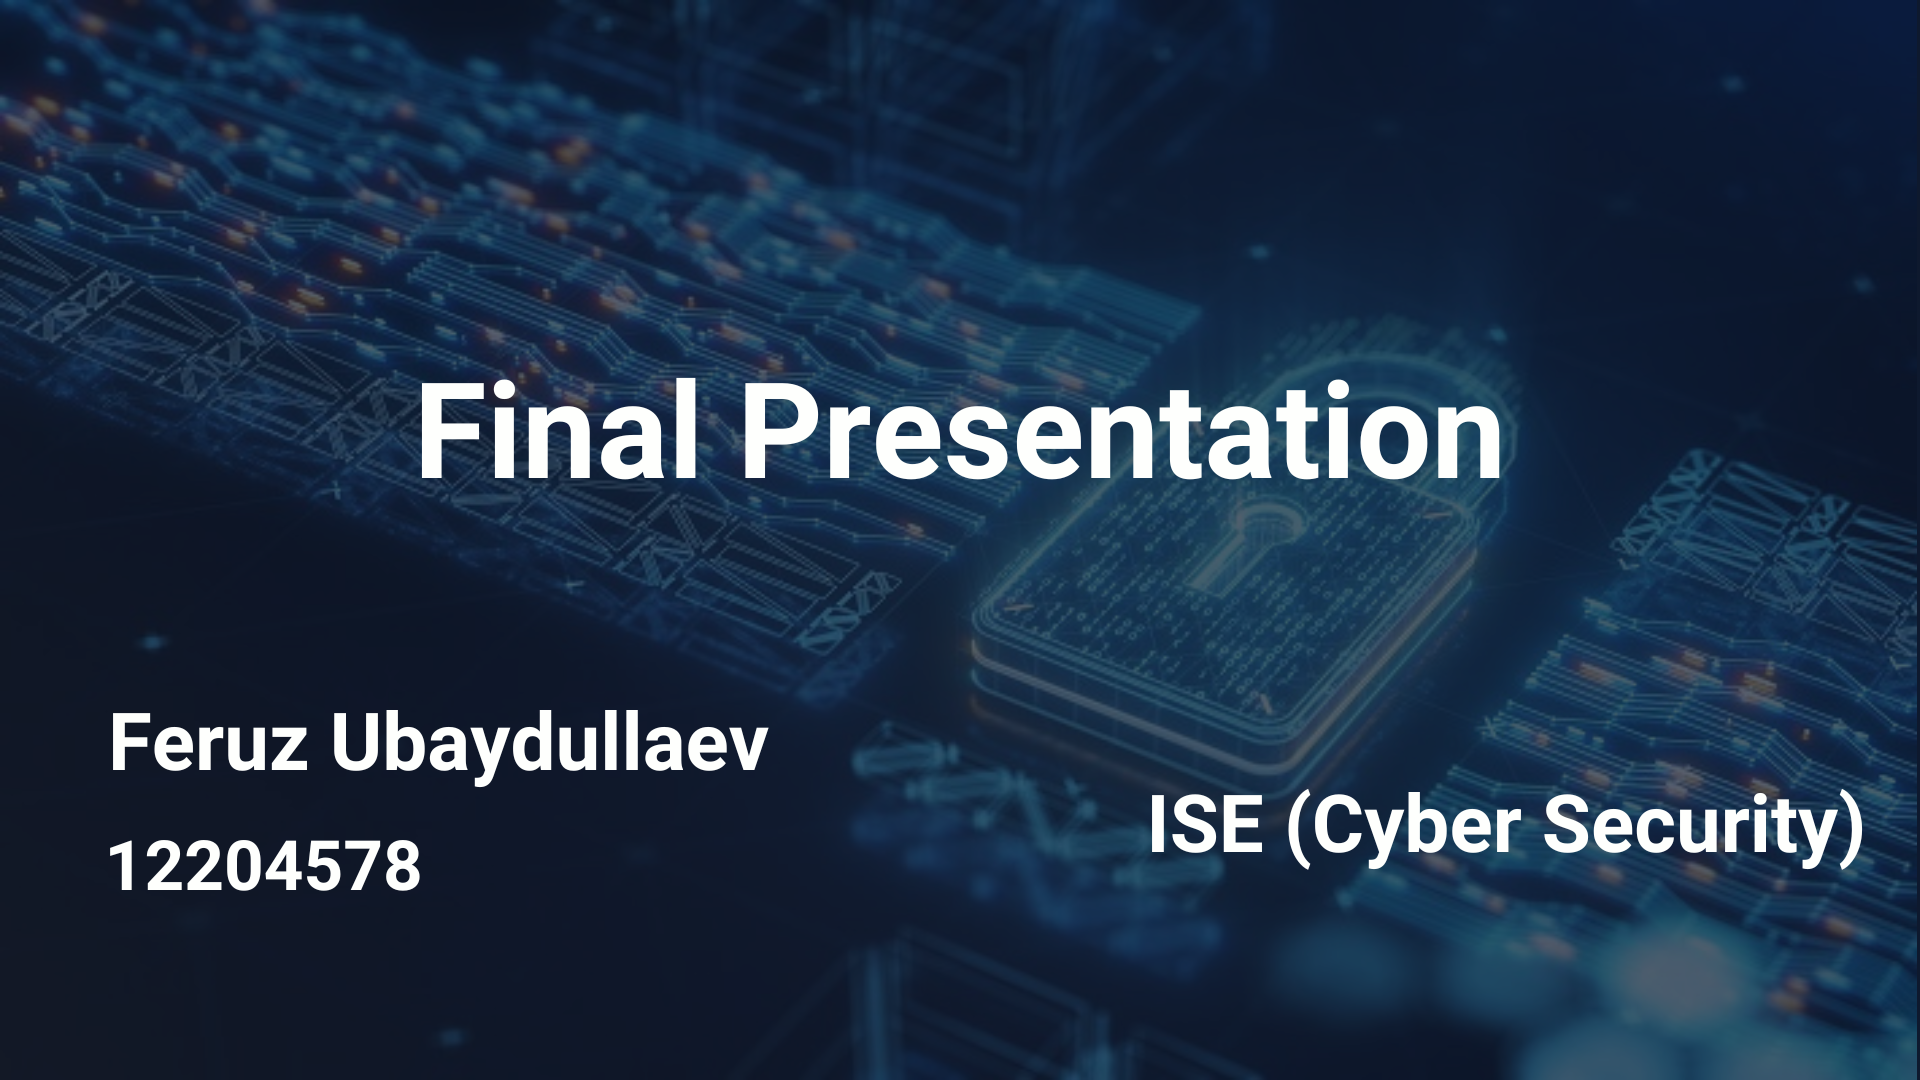 Final Presentation
Feruz Ubaydullaev
12204578
ISE (Cyber Security)